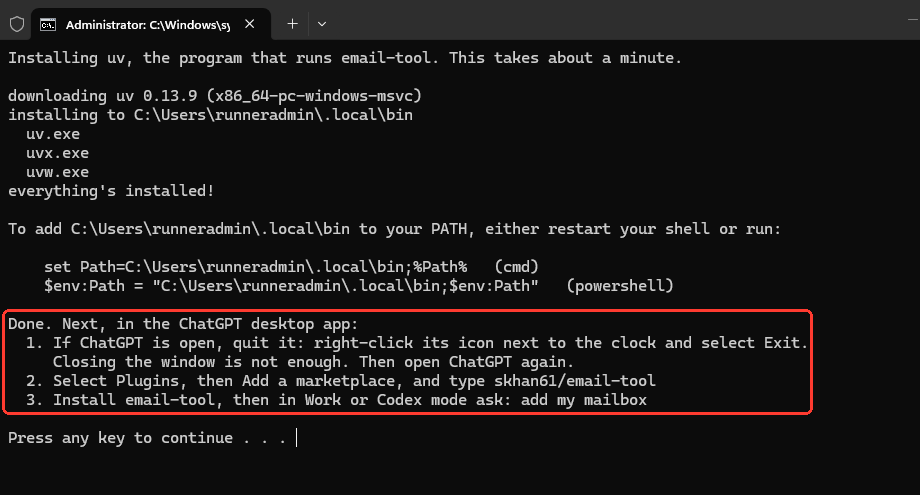 Administrator: C:\Windows\sy
Installing uv, the program that runs email-tool. This takes about a minute.
downloading uv 0.13.9 (x86_64-pc-windows-msvc)
installing to C:\Users\runneradmin\.local\bin
uv.exe
uvx.exe
uvw.exe
everything's installed!
To add C:\Users\runneradmin\.local\bin to your PATH, either restart your shell or run:
set Path=C:\Users\runneradmin\.local\bin;%Path%   (cmd)
$env:Path = "C:\Users\runneradmin\.local\bin;$env:Path"   (powershell)
Done. Next, in the ChatGPT desktop app:
1. If ChatGPT is open, quit it: right-click its icon next to the clock and select Exit.
Closing the window is not enough. Then open ChatGPT again.
2. Select Plugins, then Add a marketplace, and type skhan61/email-tool
3. Install email-tool, then in Work or Codex mode ask: add my mailbox
Press any key to continue . . .